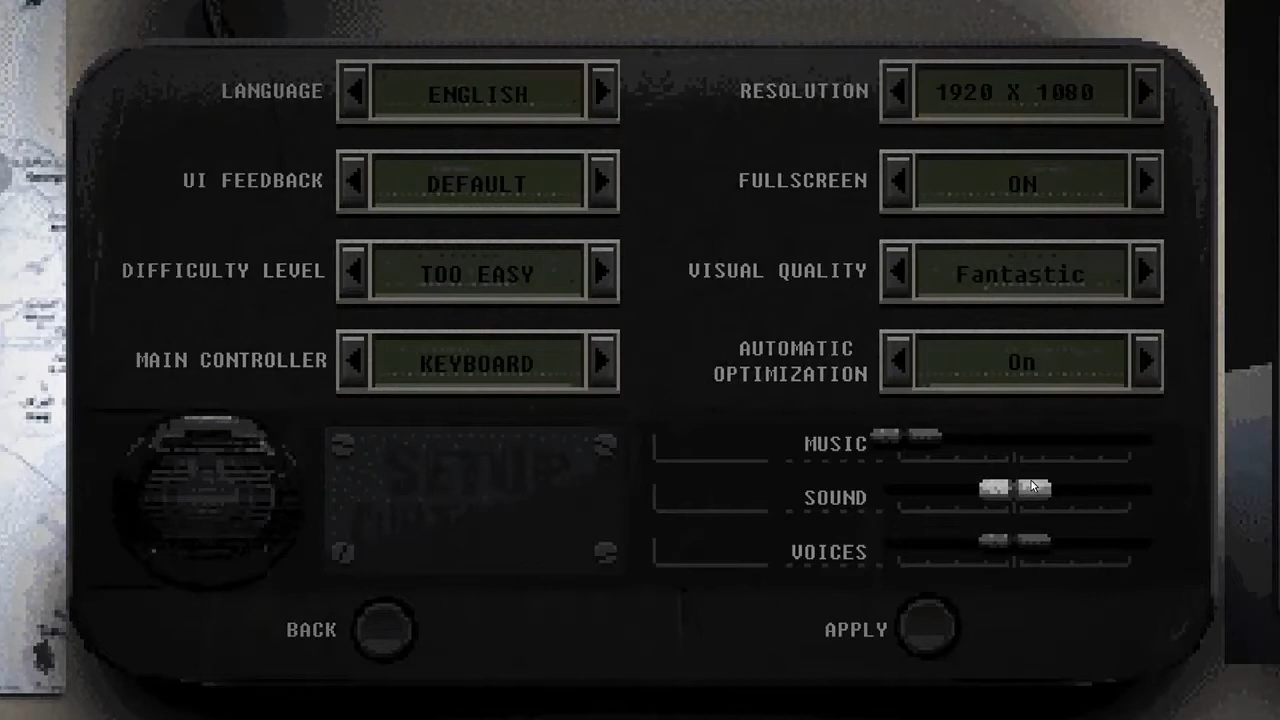 LANGUAGE
ENGLISH
RESOLUTION
1920 X 1080
UI FEEDBACK
DEFAULT
FULLSCREEN
ON
DIFFICULTY LEVEL
TOO EASY
VISUAL QUALITY
Fantastic
MAIN CONTROLLER
KEYBOARD
AUTOMATIC
OPTIMIZATION
On
SETUP
MUSIC
SOUND
VOICES
BACK
APPLY